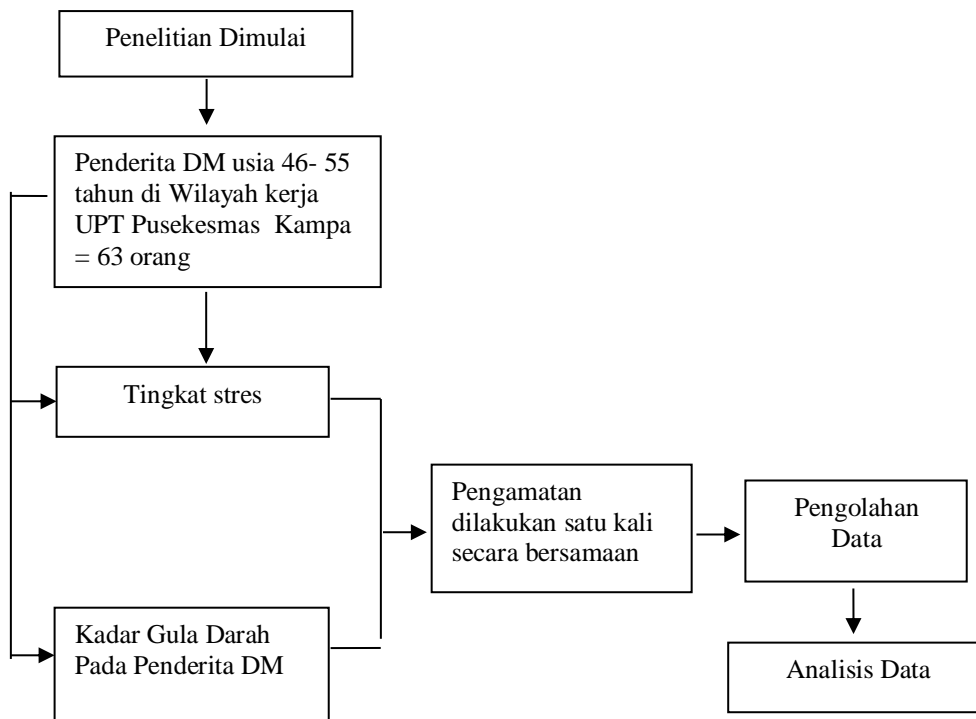 Penelitian Dimulai
Penderita DM usia 46- 55
tahun di Wilayah kerja
UPT Pusekesmas Kampa
= 63 orang
Tingkat stres
Pengamatan
dilakukan satu kali
secara bersamaan
Pengolahan
Data
Kadar Gula Darah
Pada Penderita DM
Analisis Data